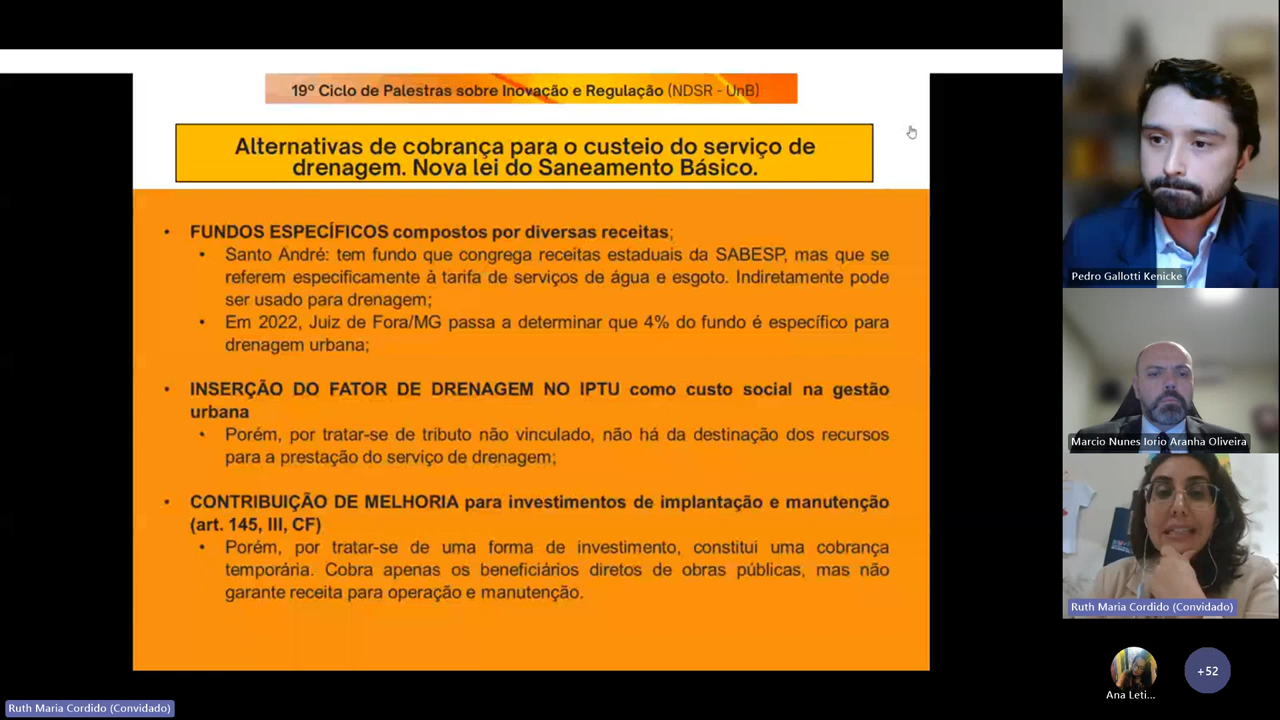 19º Ciclo de Palestras sobre Inovação e Regulação (NDSR - UnB)
Alternativas de cobrança para o custeio do serviço de
drenagem. Nova lei do Saneamento Básico.
• FUNDOS ESPECÍFICOS compostos por diversas receitas;
• Santo André: tem fundo que congrega receitas estaduais da SABESP, mas que se
referem especificamente à tarifa de serviços de água e esgoto. Indiretamente pode
ser usado para drenagem;
• Em 2022, Juiz de Fora/MG passa a determinar que 4% do fundo é específico para
drenagem urbana;
• INSERÇÃO DO FATOR DE DRENAGEM NO IPTU como custo social na gestão
urbana
• Porém, por tratar-se de tributo não vinculado, não há da destinação dos recursos
para a prestação do serviço de drenagem;
• CONTRIBUIÇÃO DE MELHORIA para investimentos de implantação e manutenção
(art. 145, III, CF)
• Porém, por tratar-se de uma forma de investimento, constitui uma cobrança
temporária. Cobra apenas os beneficiários diretos de obras públicas, mas não
garante receita para operação e manutenção.
Pedro Gallotti Kenicke
Marcio Nunes Iorio Aranha Oliveira
Ruth Maria Cordido (Convidado)
Ana Leti...
+52
Ruth Maria Cordido (Convidado)